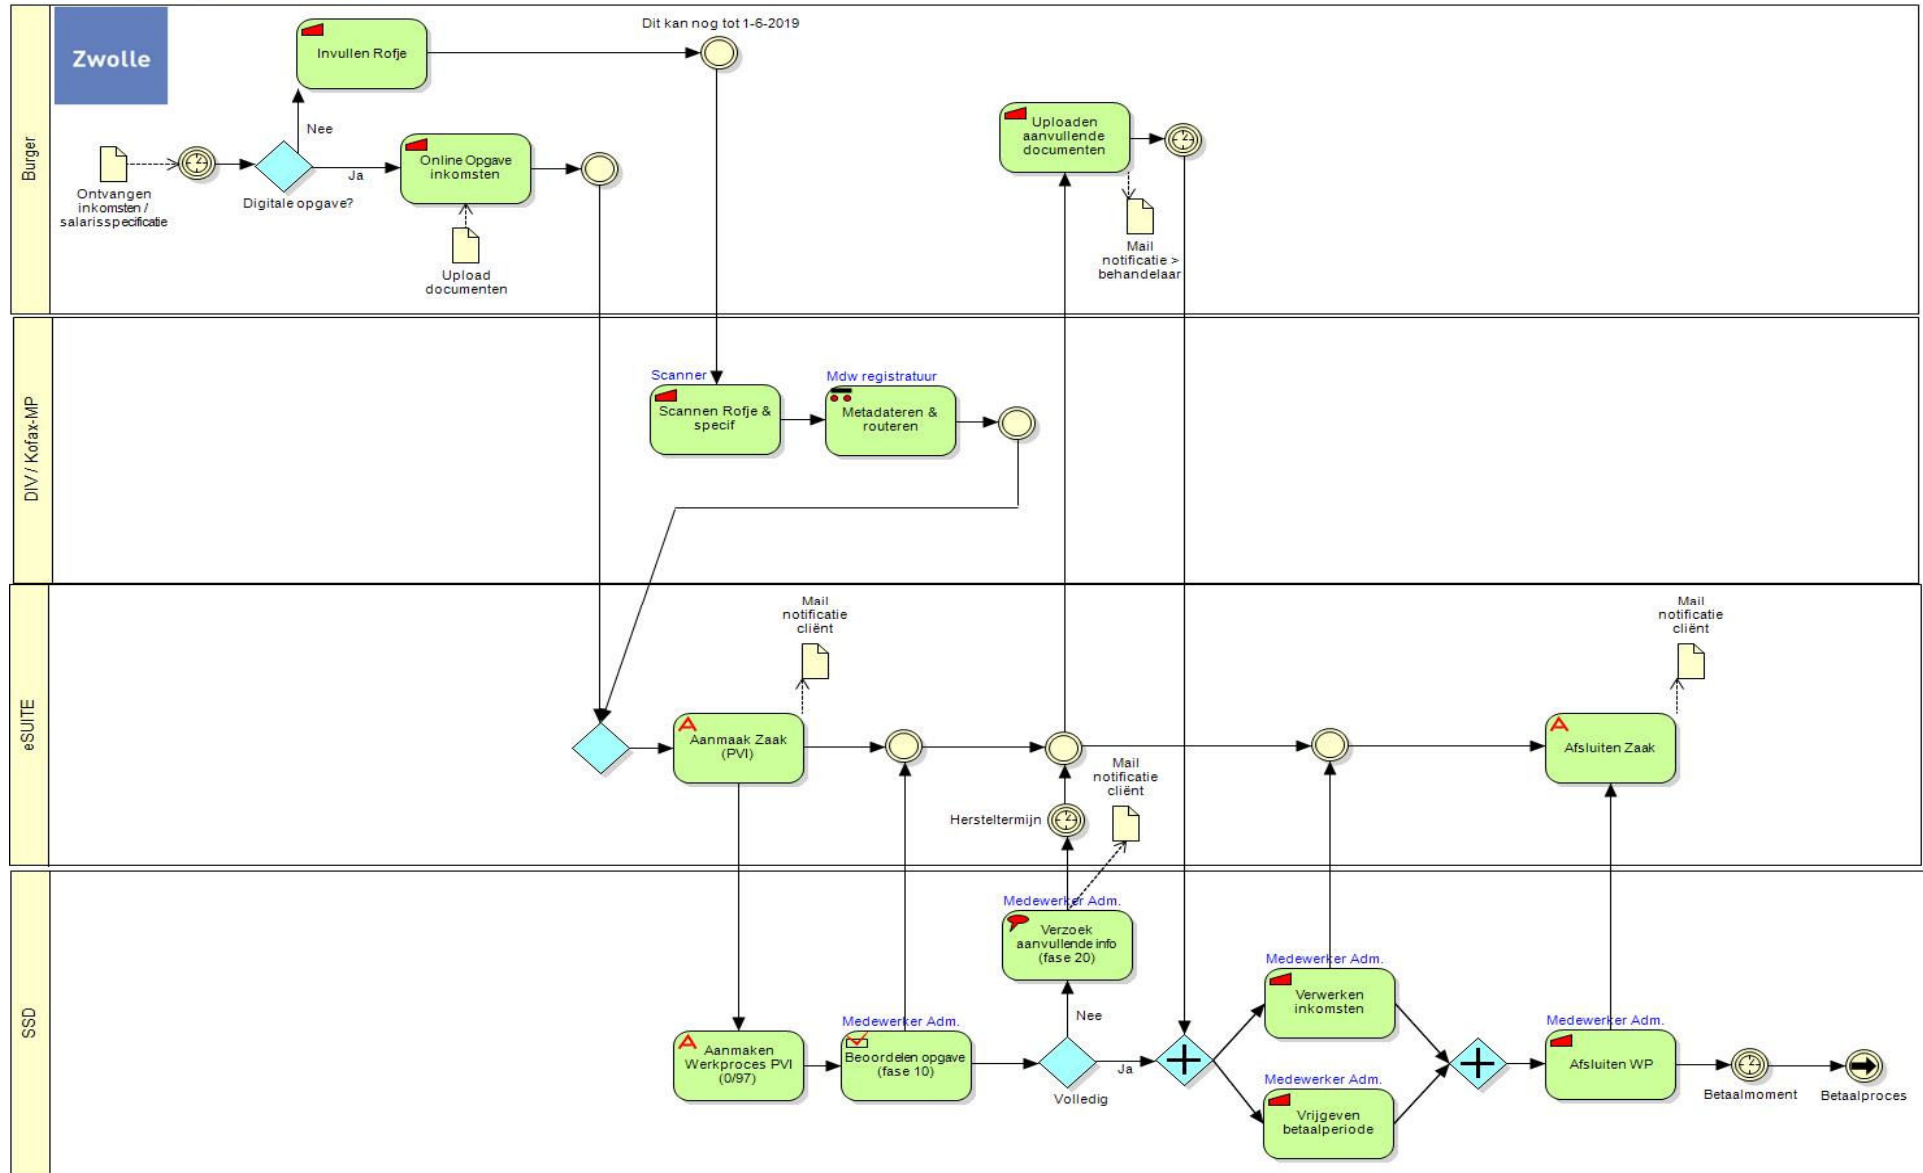 Dit kan nog tot 1-6-2019
Zwolle
Invullen Rofje
Burger
Nee
Uploaden
aanvullende
documenten
Online Opgave
inkomsten
Ja
Ontvangen
inkomsten /
salarisspecificatie
Digitale opgave?
Upload
documenten
Mail
notificatie >
behandelaar
DIV / Kofax-MP
Scanner
Mdw registratuur
Scannen Rofje &
specif
Metadateren &
routeren
eSUITE
Mail
notificatie
cliënt
Mail
notificatie
cliënt
Aanmaak Zaak
(PVI)
Afsluiten Zaak
Mail
notificatie
cliënt
Hersteltermijn
SSD
Medewerker Adm.
Verzoek
aanvullende info
(fase 20)
Medewerker Adm.
Verwerken
inkomsten
Nee
Medewerker Adm.
Medewerker Adm.
Aanmaken
Werkproces PVI
(0/97)
Beoordelen opgave
(fase 10)
Ja
Volledig
Afsluiten WP
Medewerker Adm.
Vrijgeven
betaalperiode
Betaalmoment
Betaalproces